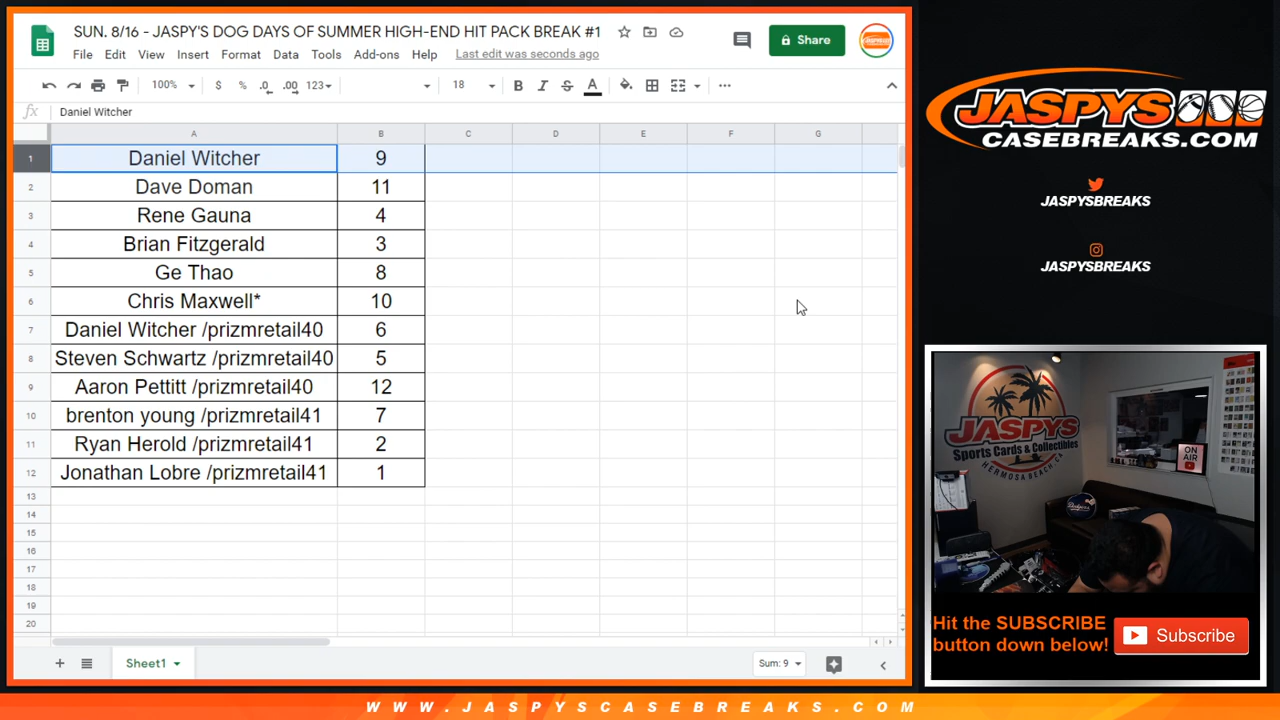 SUN. 8/16 - JASPY'S DOG DAYS OF SUMMER HIGH-END HIT PACK BREAK #1
File Edit View Insert Format Data Tools Add-ons Help Last edit was seconds ago
Share
100% $ % .0 .00 123 18 B I S A
fx Daniel Witcher
A B C D E F G
1 Daniel Witcher 9
2 Dave Doman 11
3 Rene Gauna 4
4 Brian Fitzgerald 3
5 Ge Thao 8
6 Chris Maxwell* 10
7 Daniel Witcher /prizmretail40 6
8 Steven Schwartz /prizmretail40 5
9 Aaron Pettitt /prizmretail40 12
10 brenton young /prizmretail41 7
11 Ryan Herold /prizmretail41 2
12 Jonathan Lobre /prizmretail41 1
13
14
15
16
17
18
19
20
Sheet1
Sum: 9
JASPYS
CASEBREAKS.COM
JASPYSBREAKS
JASPYSBREAKS
JASPYS
Sports Cards & Collectibles
HERMOSA BEACH, CA
ON
AIR
Dodgers
Hit the SUBSCRIBE
button down below!
Subscribe
WWW.JASPYSCASEBREAKS.COM